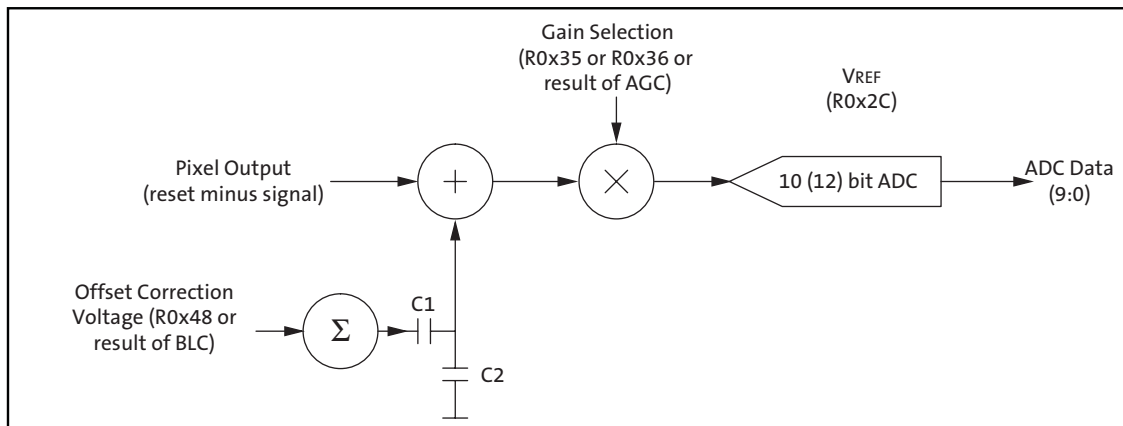 Gain Selection
(R0x35 or R0x36 or
result of AGC)
VREF
(R0x2C)
Pixel Output
(reset minus signal)
+
×
10 (12) bit ADC
ADC Data
(9:0)
Offset Correction
Voltage (R0x48 or
result of BLC)
Σ
C1
C2